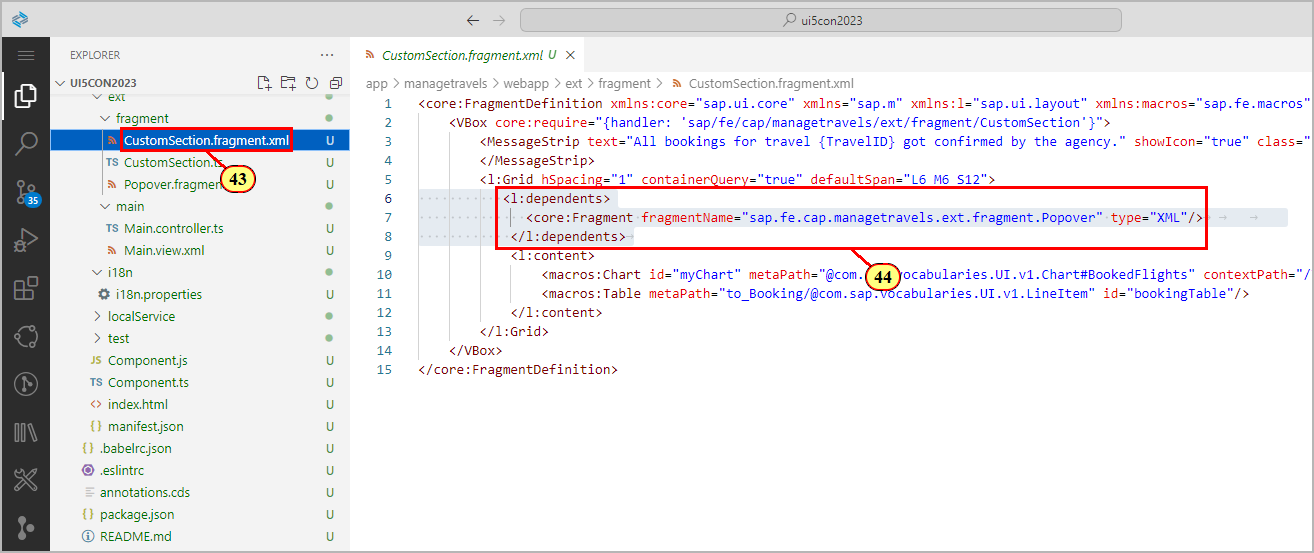 ui5con2023
EXPLORER
UI5CON2023
ext
fragment
CustomSection.fragment.xml U
TS CustomSection.ts U
Popover.fragmen U
main
TS Main.controller.ts U
Main.view.xml U
i18n
i18n.properties U
localService
test
JS Component.js U
TS Component.ts U
<> index.html U
{ } manifest.json U
{ } .babelrc.json U
.eslintrc U
annotations.cds U
{ } package.json U
README.md U
35
43
CustomSection.fragment.xml U
app > managetravels > webapp > ext > fragment > CustomSection.fragment.xml
1 <core:FragmentDefinition xmlns:core="sap.ui.core" xmlns="sap.m" xmlns:l="sap.ui.layout" xmlns:macros="sap.fe.macros"
2 <VBox core:require="{handler: 'sap/fe/cap/managetravels/ext/fragment/CustomSection'}">
3 <MessageStrip text="All bookings for travel {TravelID} got confirmed by the agency." showIcon="true" class="
4 </MessageStrip>
5 <l:Grid hSpacing="1" containerQuery="true" defaultSpan="L6 M6 S12">
6 <l:dependents>
7 <core:Fragment fragmentName="sap.fe.cap.managetravels.ext.fragment.Popover" type="XML"/>
8 </l:dependents>
9 <l:content>
10 <macros:Chart id="myChart" metaPath="@com. vocabularies.UI.v1.Chart#BookedFlights" contextPath="/
11 <macros:Table metaPath="to_Booking/@com.sap.vocabularies.UI.v1.LineItem" id="bookingTable"/>
12 </l:content>
13 </l:Grid>
14 </VBox>
15 </core:FragmentDefinition>
44